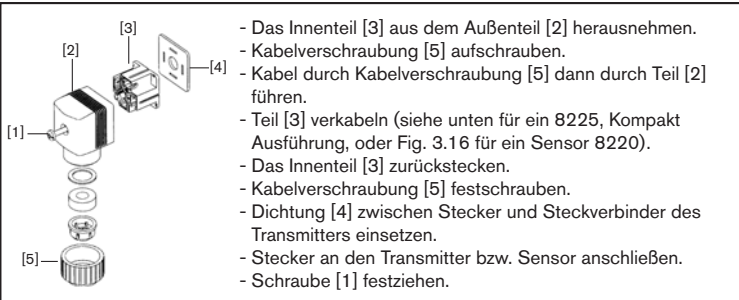 [3]
[2]
[4]
[1]
[5]
- Das Innenteil [3] aus dem Außenteil [2] herausnehmen.
- Kabelverschraubung [5] aufschrauben.
- Kabel durch Kabelverschraubung [5] dann durch Teil [2]
führen.
- Teil [3] verkabeln (siehe unten für ein 8225, Kompakt
Ausführung, oder Fig. 3.16 für ein Sensor 8220).
- Das Innenteil [3] zurückstecken.
- Kabelverschraubung [5] festschrauben.
- Dichtung [4] zwischen Stecker und Steckverbinder des
Transmitters einsetzen.
- Stecker an den Transmitter bzw. Sensor anschließen.
- Schraube [1] festziehen.